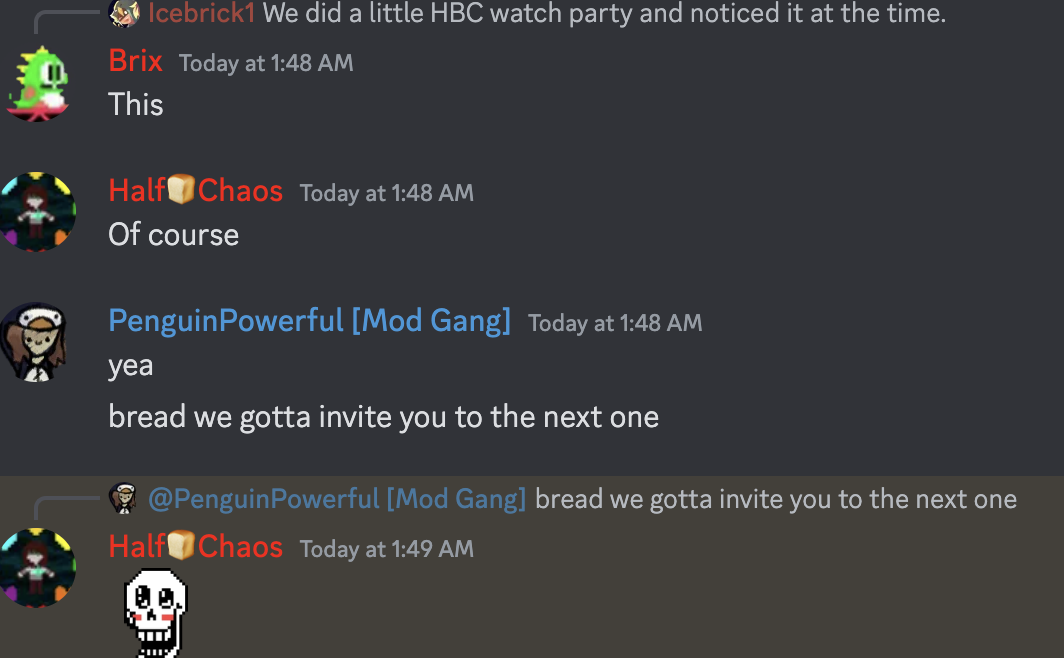 Icebrick1 We did a little HBC watch party and noticed it at the time.
Brix Today at 1:48 AM
This
Half🍞Chaos Today at 1:48 AM
Of course
PenguinPowerful [Mod Gang] Today at 1:48 AM
yea
bread we gotta invite you to the next one
@PenguinPowerful [Mod Gang] bread we gotta invite you to the next one
Half🍞Chaos Today at 1:49 AM